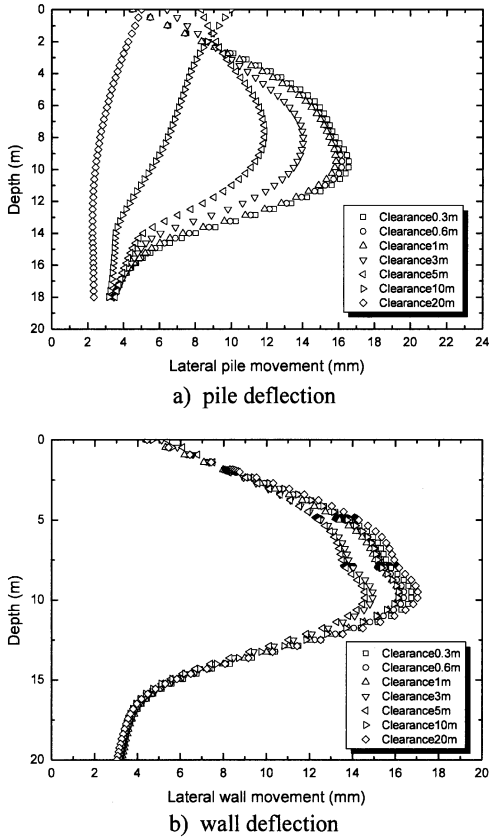 0 2 4 6 8 10 12 14 16 18 20
Depth (m)
Clearance0.3m
Clearance0.6m
Clearance1m
Clearance3m
Clearance5m
Clearance10m
Clearance20m
0 2 4 6 8 10 12 14 16 18 20 22 24
Lateral pile movement (mm)
a) pile deflection
0 5 10 15 20
Depth (m)
Clearance0.3m
Clearance0.6m
Clearance1m
Clearance3m
Clearance5m
Clearance10m
Clearance20m
0 2 4 6 8 10 12 14 16 18 20
Lateral wall movement (mm)
b) wall deflection